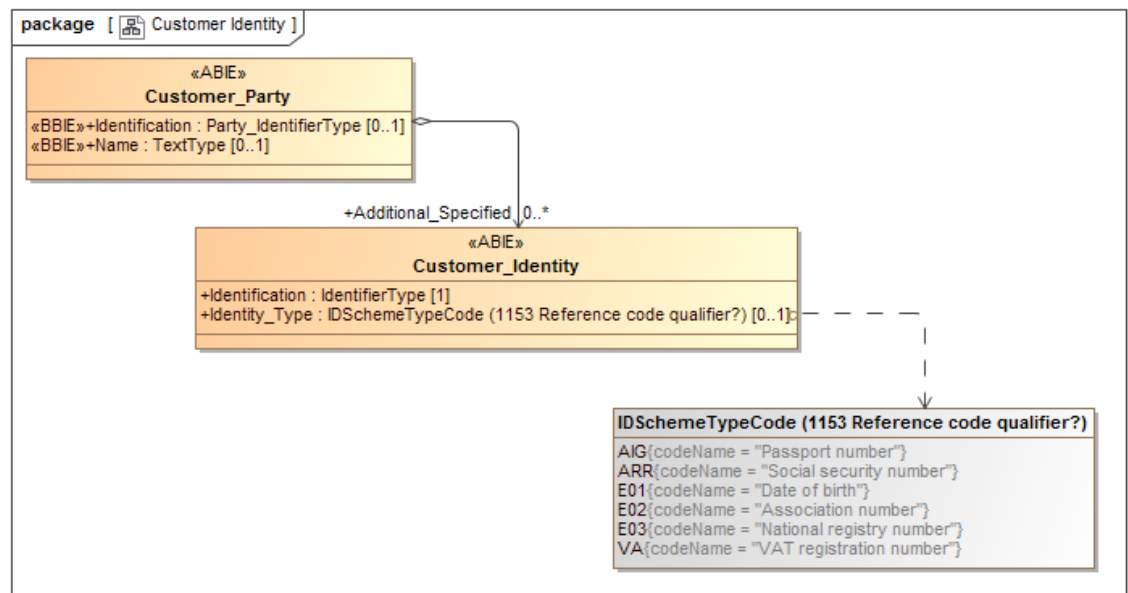 package [ Customer Identity ]
«ABIE»
Customer_Party
«BBIE»+Identification : Party_IdentifierType [0..1]
«BBIE»+Name : TextType [0..1]
+Additional_Specified 0..*
«ABIE»
Customer_Identity
+Identification : IdentifierType [1]
+Identity_Type : IDSchemeTypeCode (1153 Reference code qualifier?) [0..1]
IDSchemeTypeCode (1153 Reference code qualifier?)
AIG{codeName = "Passport number"}
ARR{codeName = "Social security number"}
E01{codeName = "Date of birth"}
E02{codeName = "Association number"}
E03{codeName = "National registry number"}
VA{codeName = "VAT registration number"}